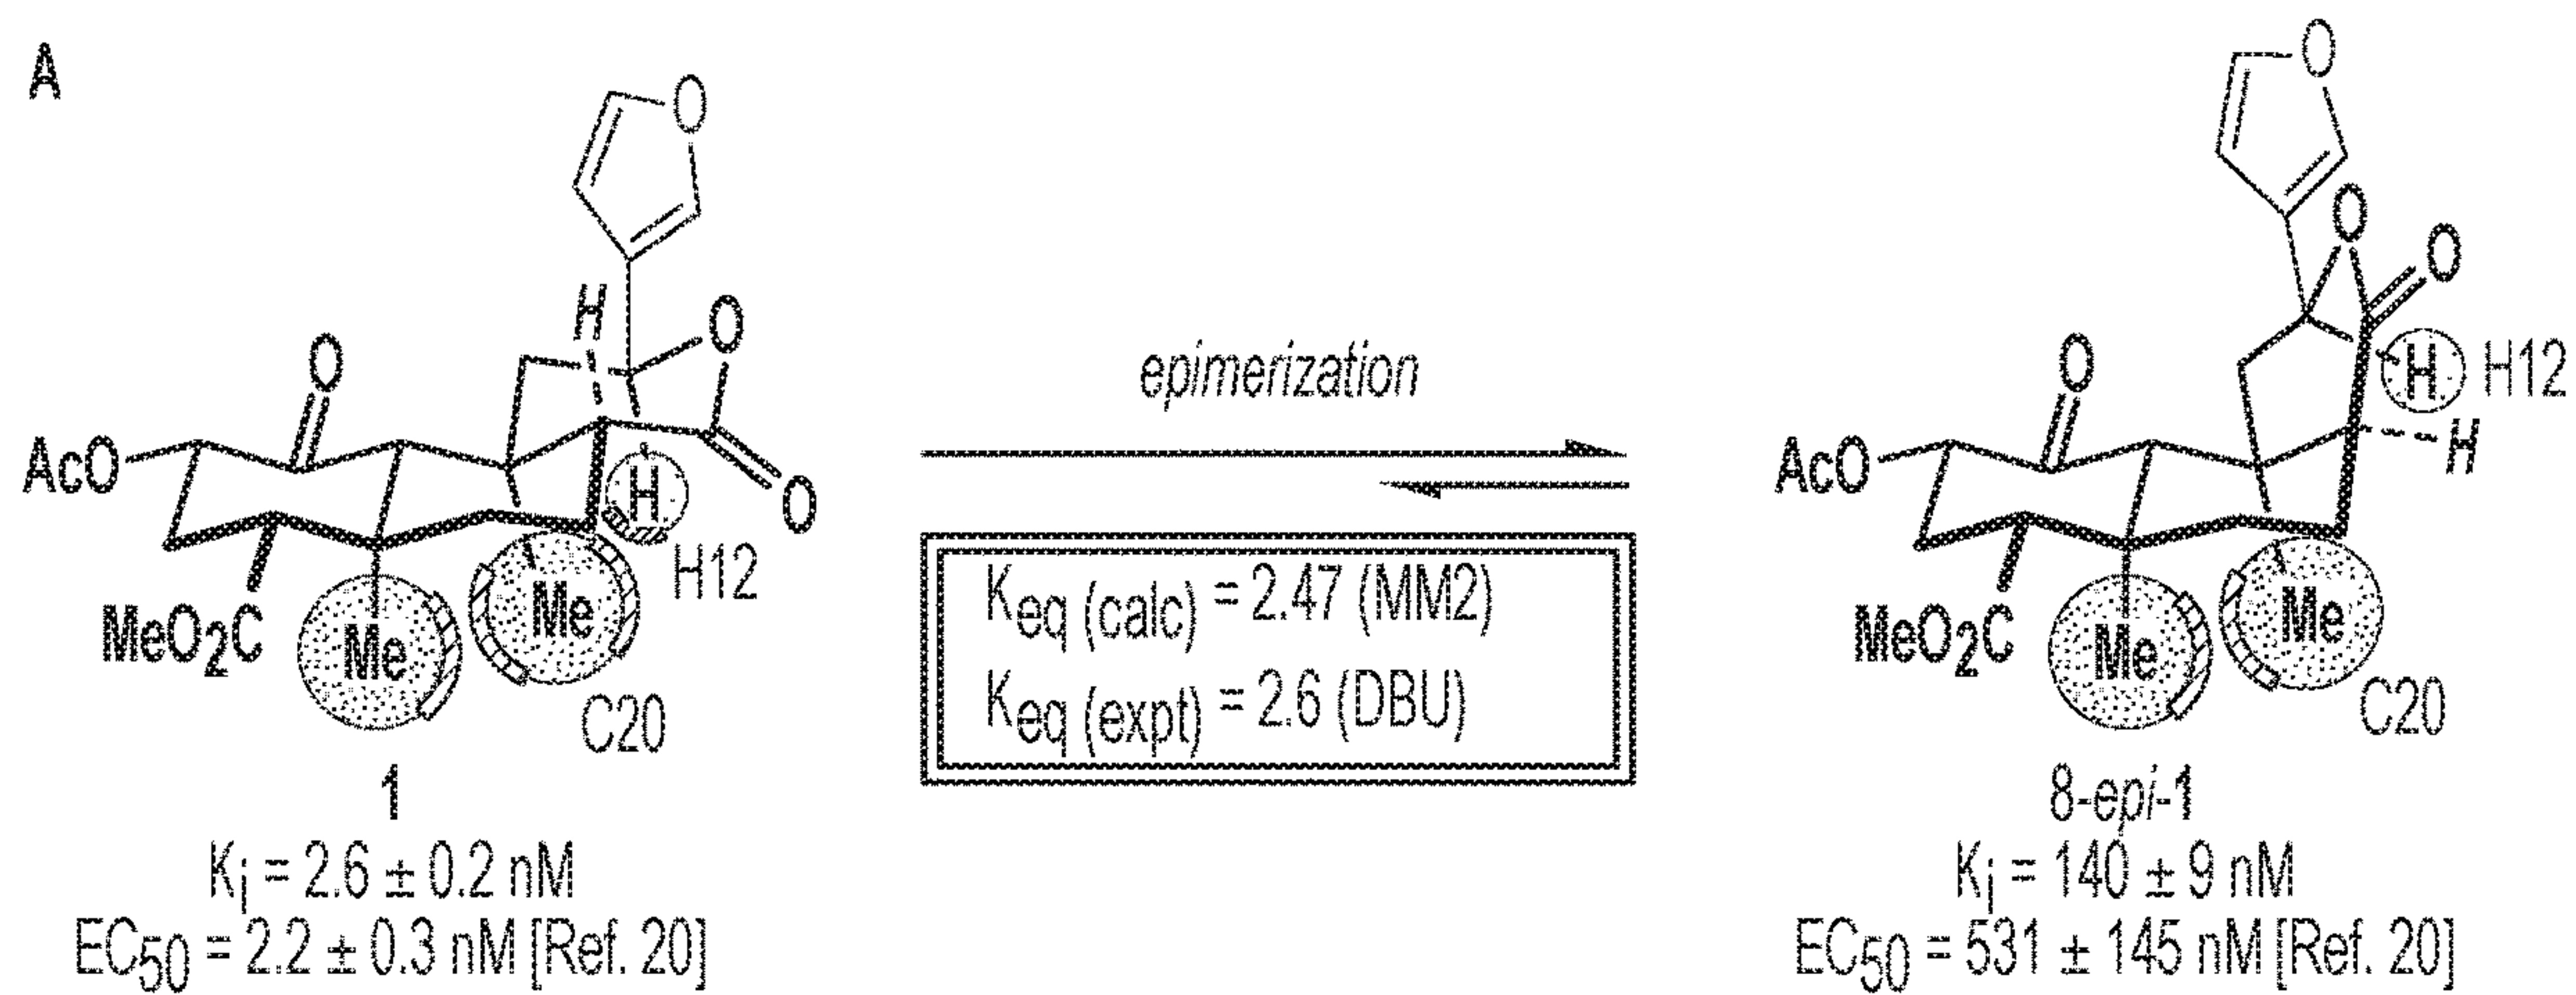 A
O
O
H
O
O
AcO
H
O
H12
MeO2C
Me
Me
C20
1
Ki = 2.6 ± 0.2 nM
EC50 = 2.2 ± 0.3 nM [Ref. 20]
epimerization
Keq (calc) = 2.47 (MM2)
Keq (expt) = 2.6 (DBU)
O
O
O
O
H H12
AcO
H
MeO2C
Me
Me
C20
8-epi-1
Ki = 140 ± 9 nM
EC50 = 531 ± 145 nM [Ref. 20]